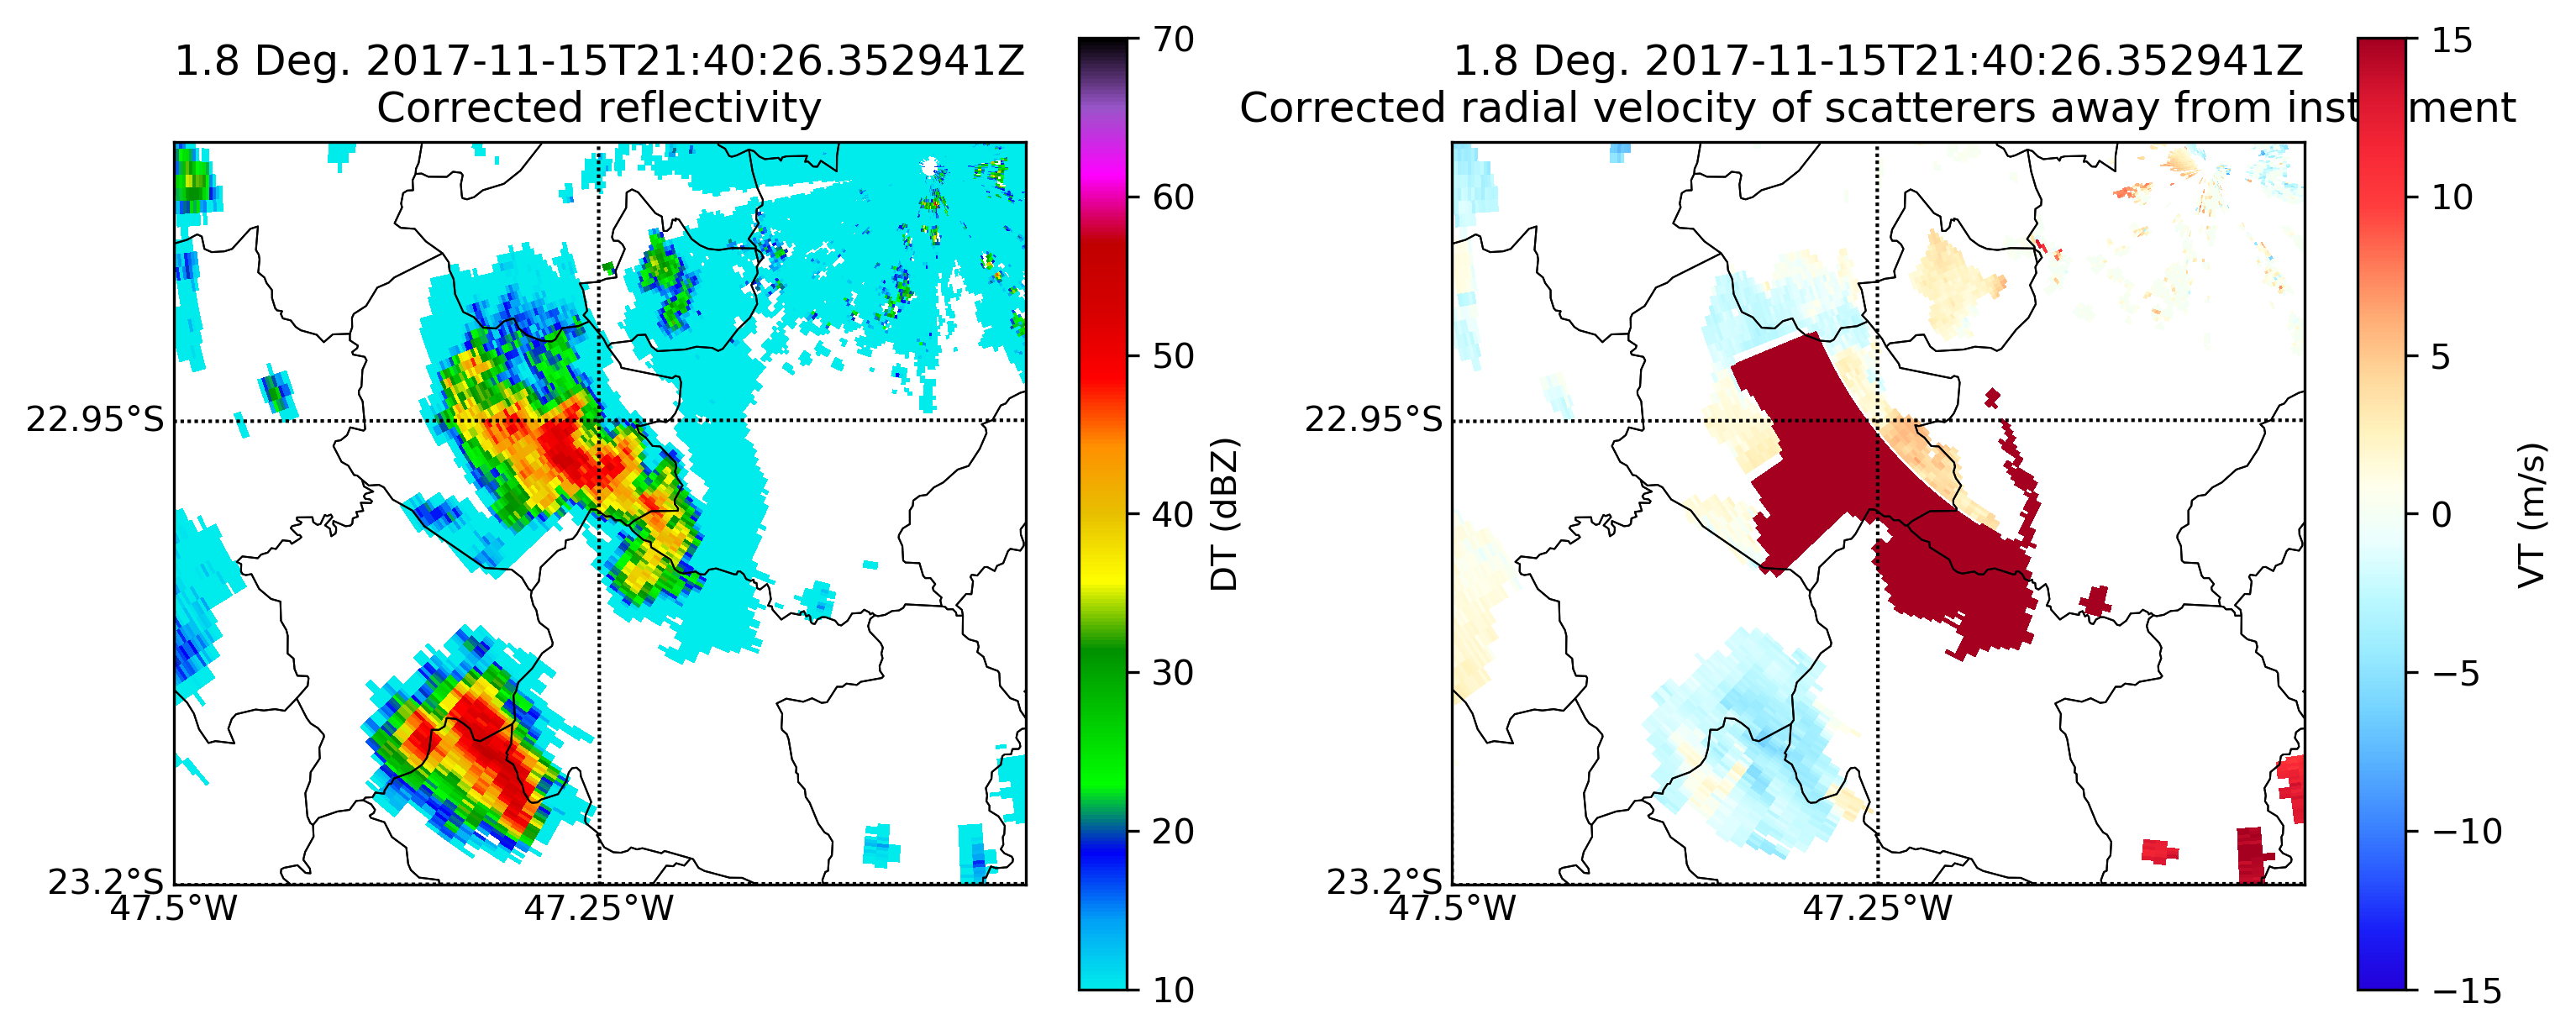 1.8 Deg. 2017-11-15T21:40:26.352941Z
Corrected reflectivity
22.95°S
23.2°S
47.5°W
47.25°W
70
60
50
40
30
20
10
DT (dBZ)
1.8 Deg. 2017-11-15T21:40:26.352941Z
Corrected radial velocity of scatterers away from inst ment
22.95°S
23.2°S
47.5°W
47.25°W
15
10
5
0
−5
−10
−15
VT (m/s)